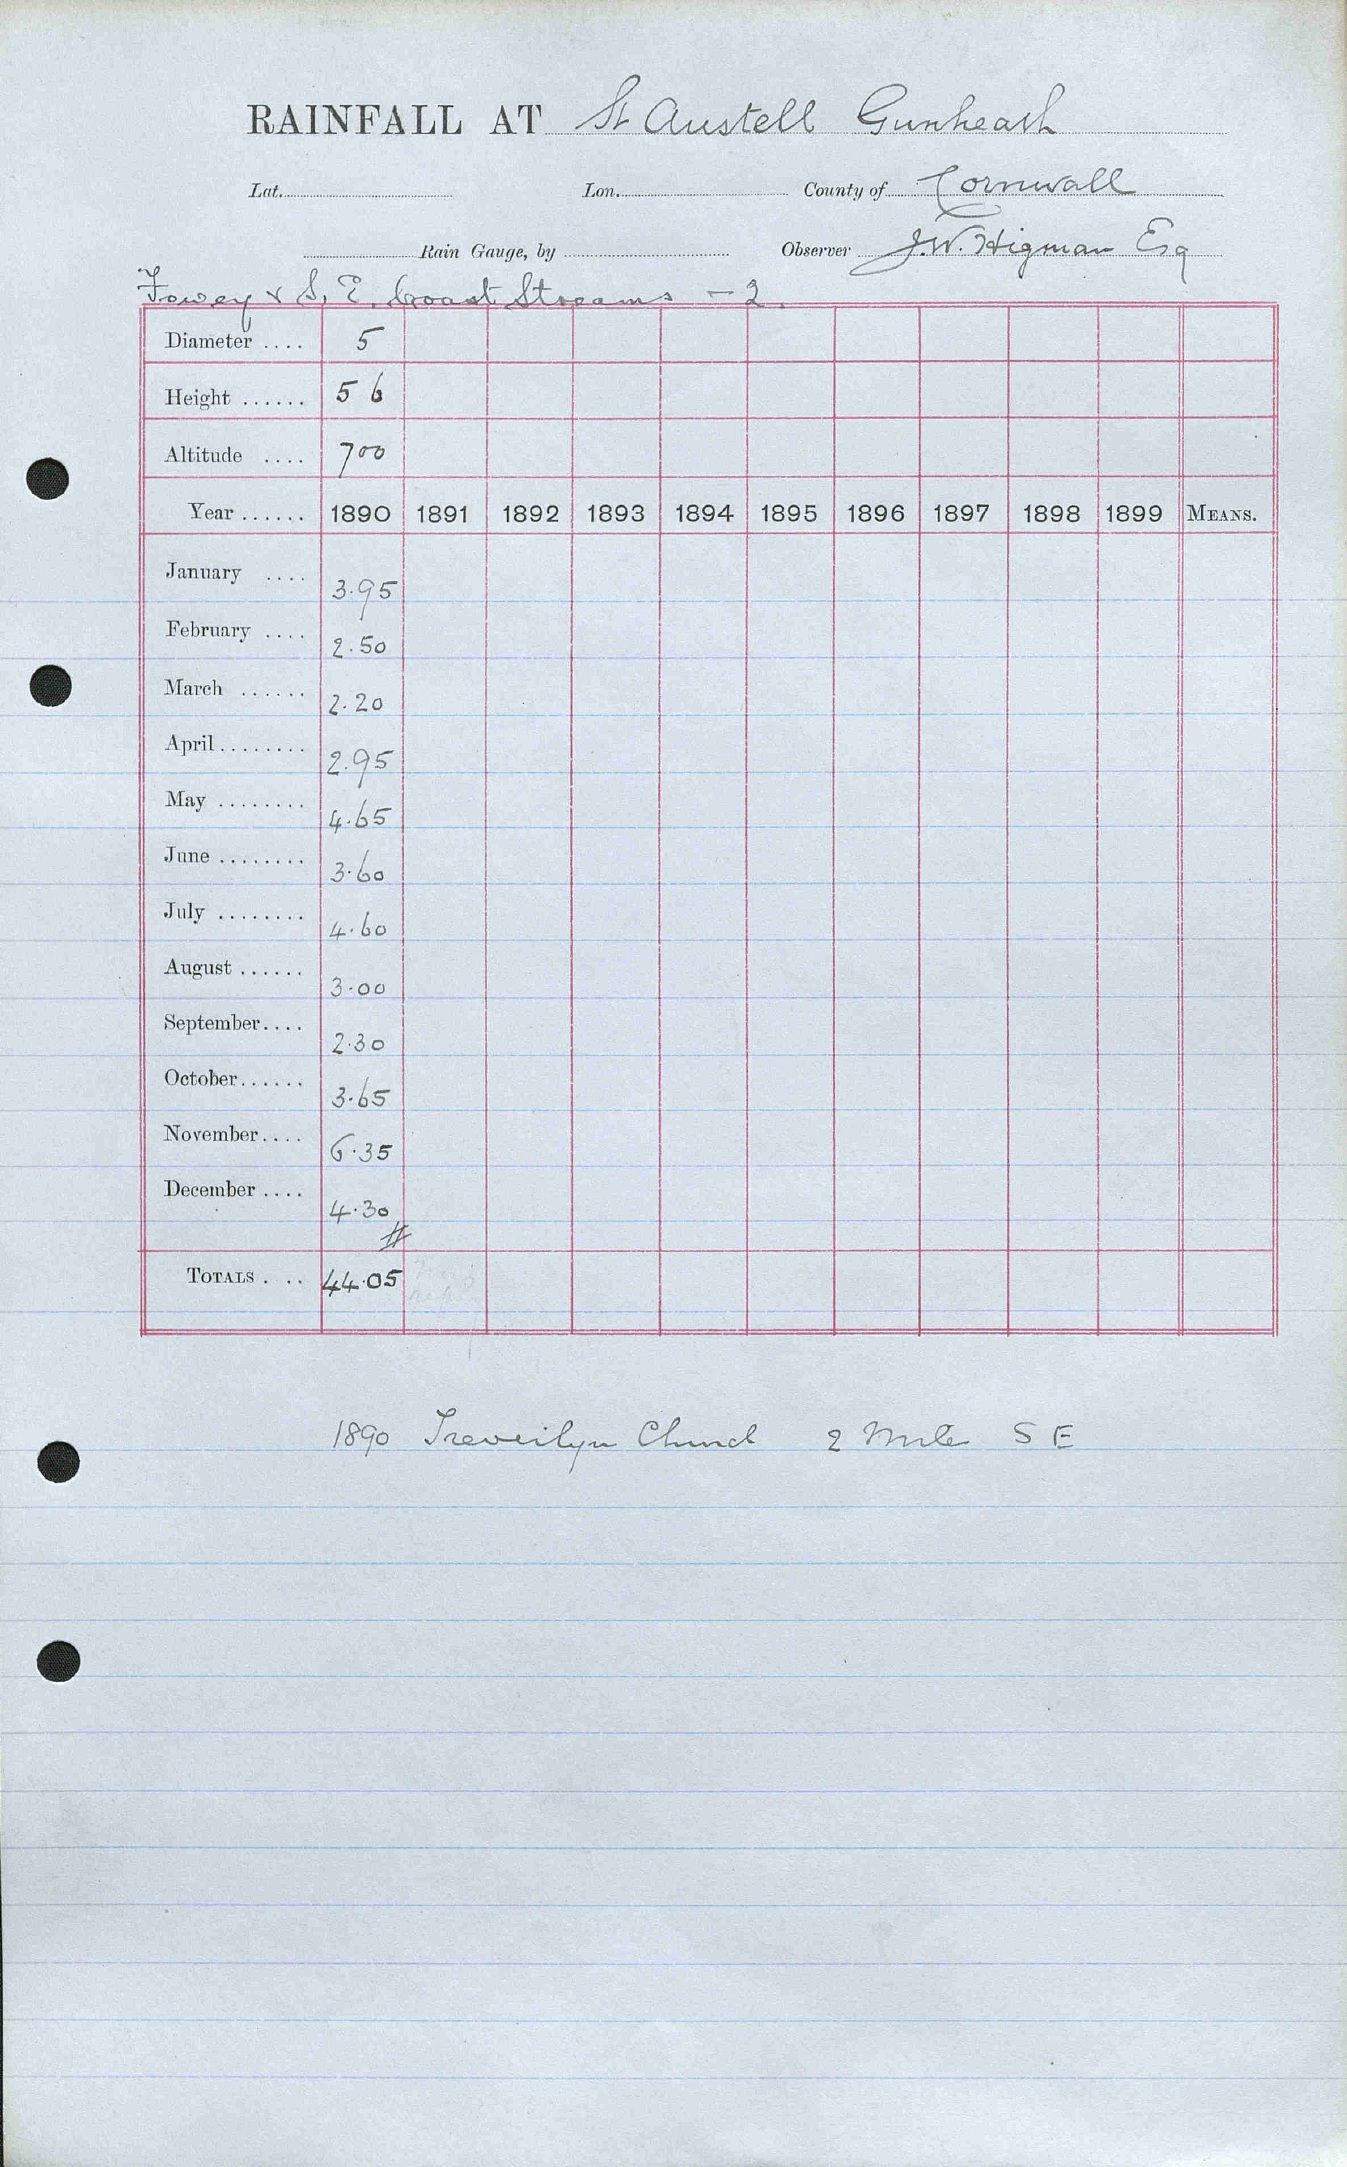 RAINFALL AT St Austell Gunheath
Lat. Lon. County of Cornwall
Rain Gauge, by Observer J.W. Higman Esq
Fowey & S. E. Coast Streams - 2.
Diameter .... 5
Height ...... 5 6
Altitude .... 700
Year ...... 1890 1891 1892 1893 1894 1895 1896 1897 1898 1899 MEANS.
January .... 3.95
February .... 2.50
March ...... 2.20
April ........ 2.95
May ........ 4.65
June ........ 3.60
July ........ 4.60
August ...... 3.00
September.... 2.30
October...... 3.65
November.... 6.35
December .... 4.30
#
TOTALS . .. 44.05
1890 Church 2 Miles S E